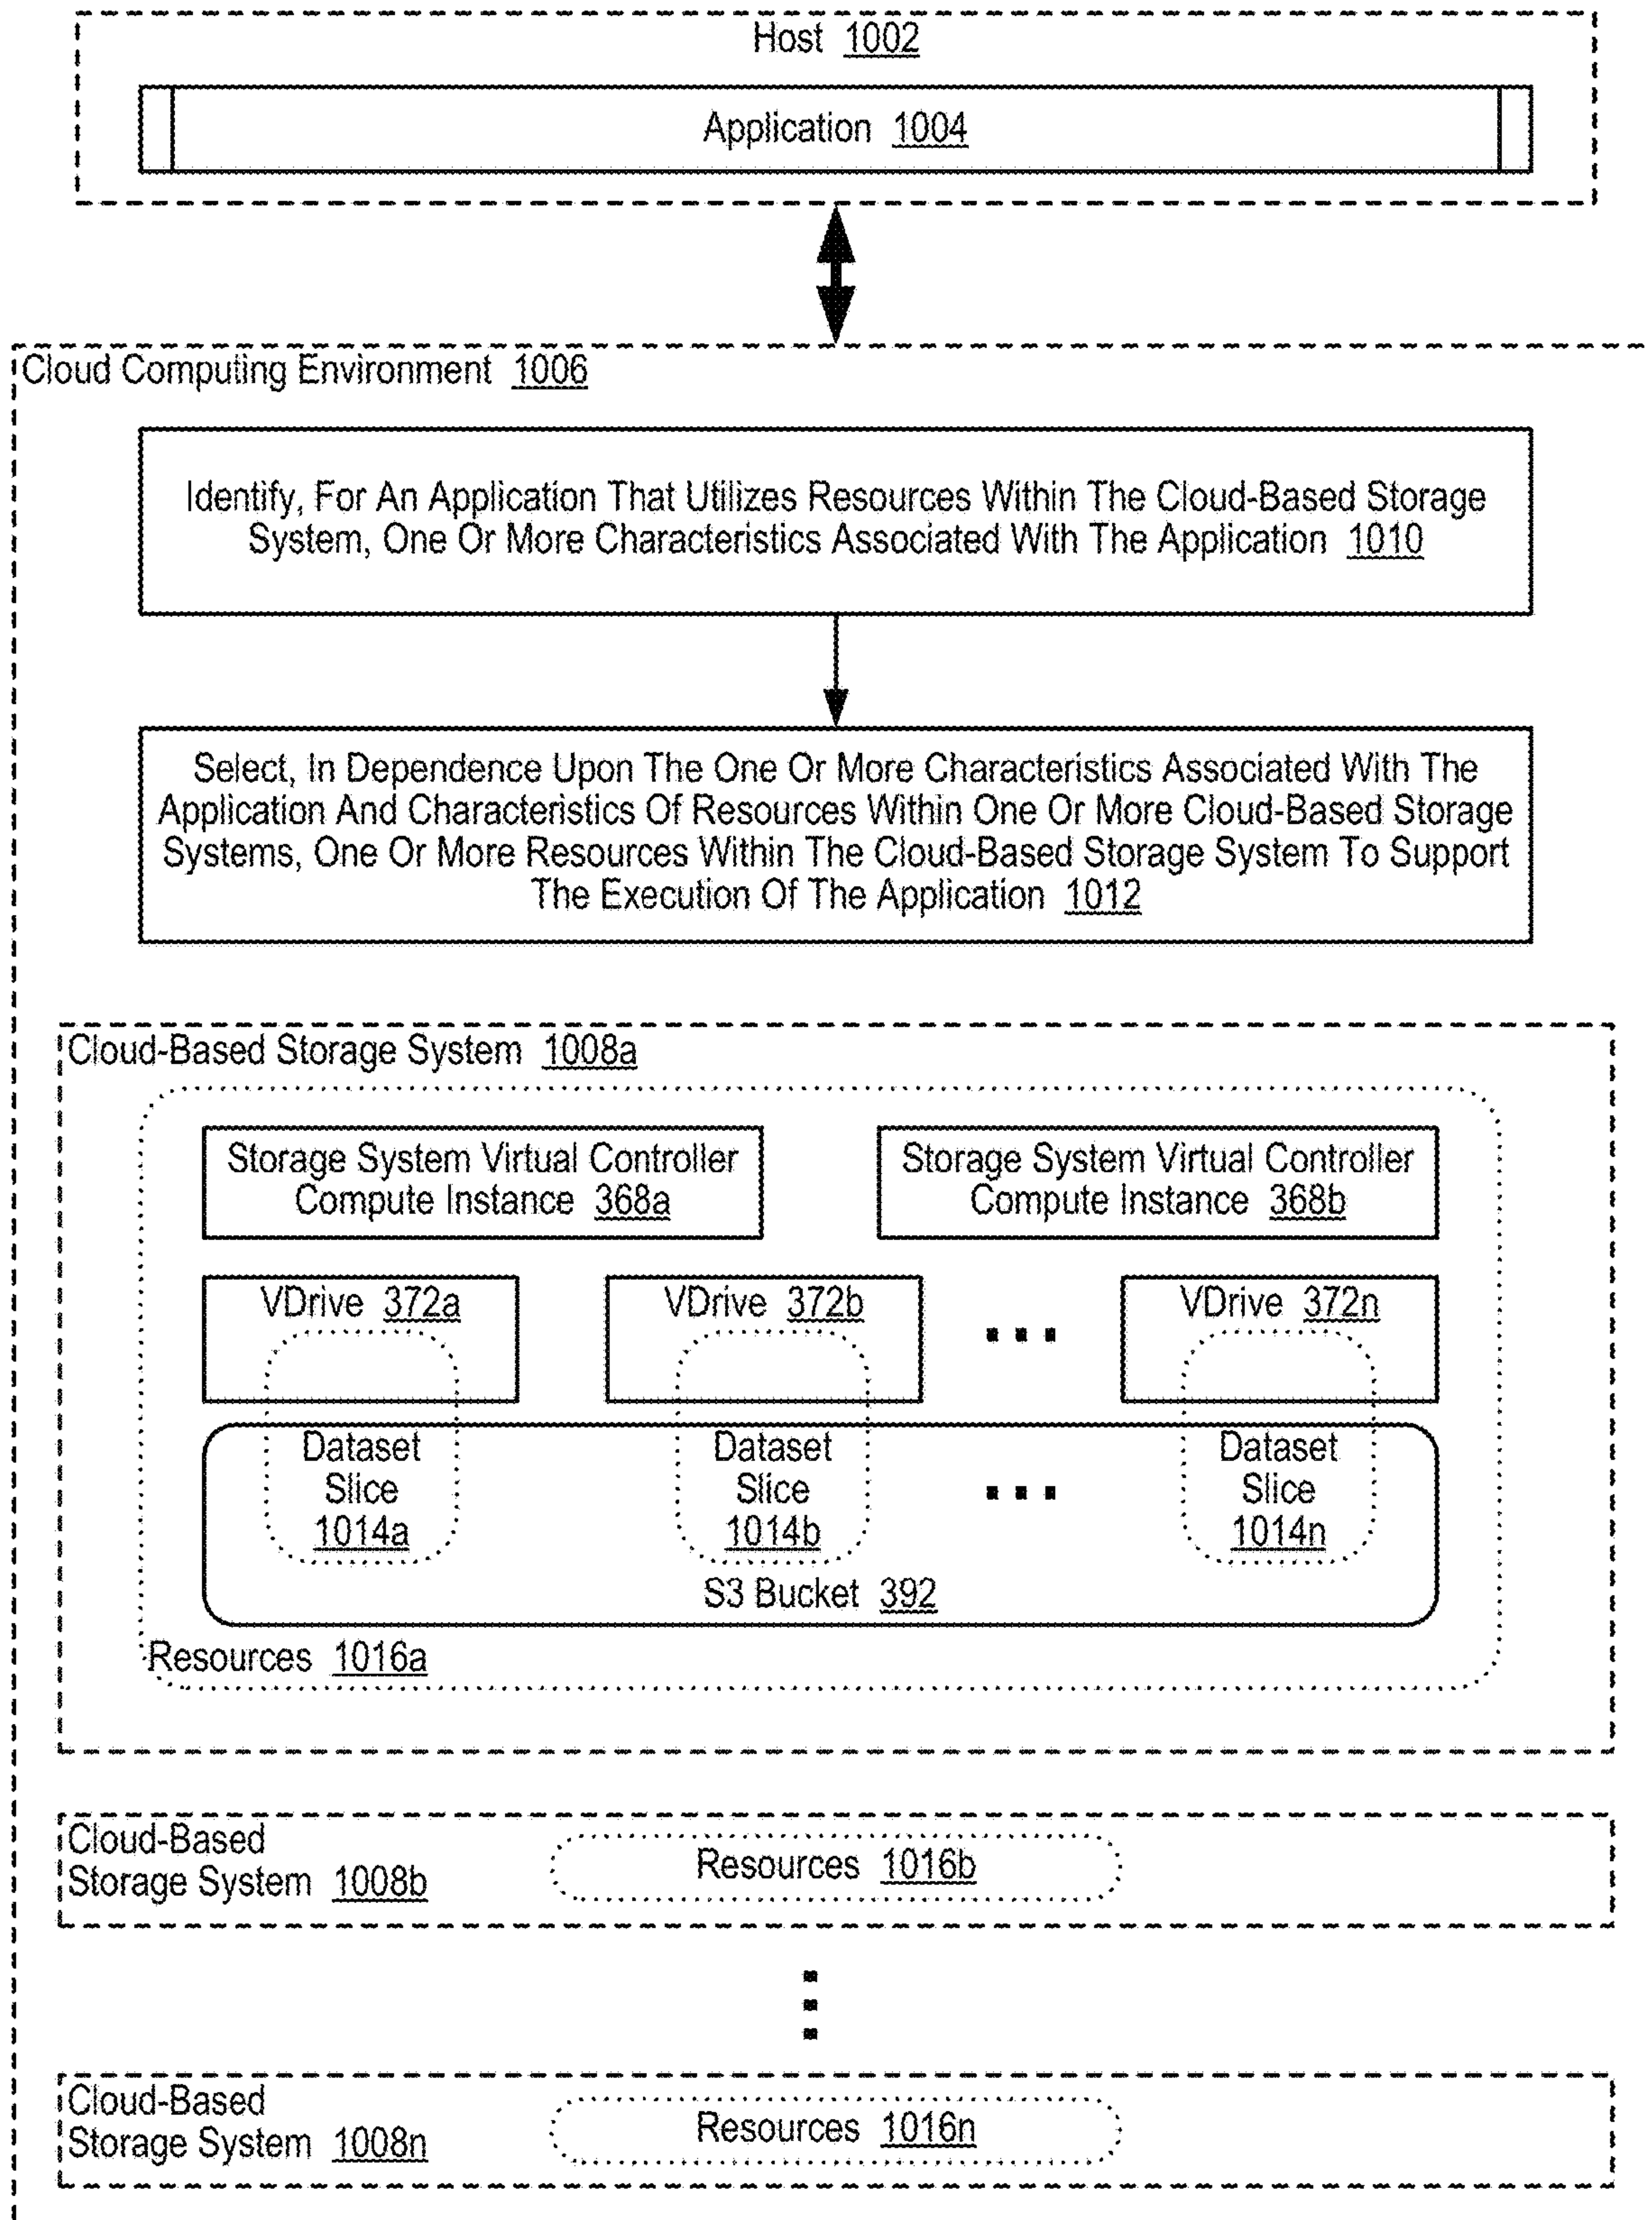 Host 1002
Application 1004
Cloud Computing Environment 1006
Identify, For An Application That Utilizes Resources Within The Cloud-Based Storage
System, One Or More Characteristics Associated With The Application 1010
Select, In Dependence Upon The One Or More Characteristics Associated With The
Application And Characteristics Of Resources Within One Or More Cloud-Based Storage
Systems, One Or More Resources Within The Cloud-Based Storage System To Support
The Execution Of The Application 1012
Cloud-Based Storage System 1008a
Storage System Virtual Controller
Compute Instance 368a
Storage System Virtual Controller
Compute Instance 368b
VDrive 372a
VDrive 372b
VDrive 372n
Dataset
Slice
1014a
Dataset
Slice
1014b
Dataset
Slice
1014n
S3 Bucket 392
Resources 1016a
Cloud-Based
Storage System 1008b
Resources 1016b
Cloud-Based
Storage System 1008n
Resources 1016n